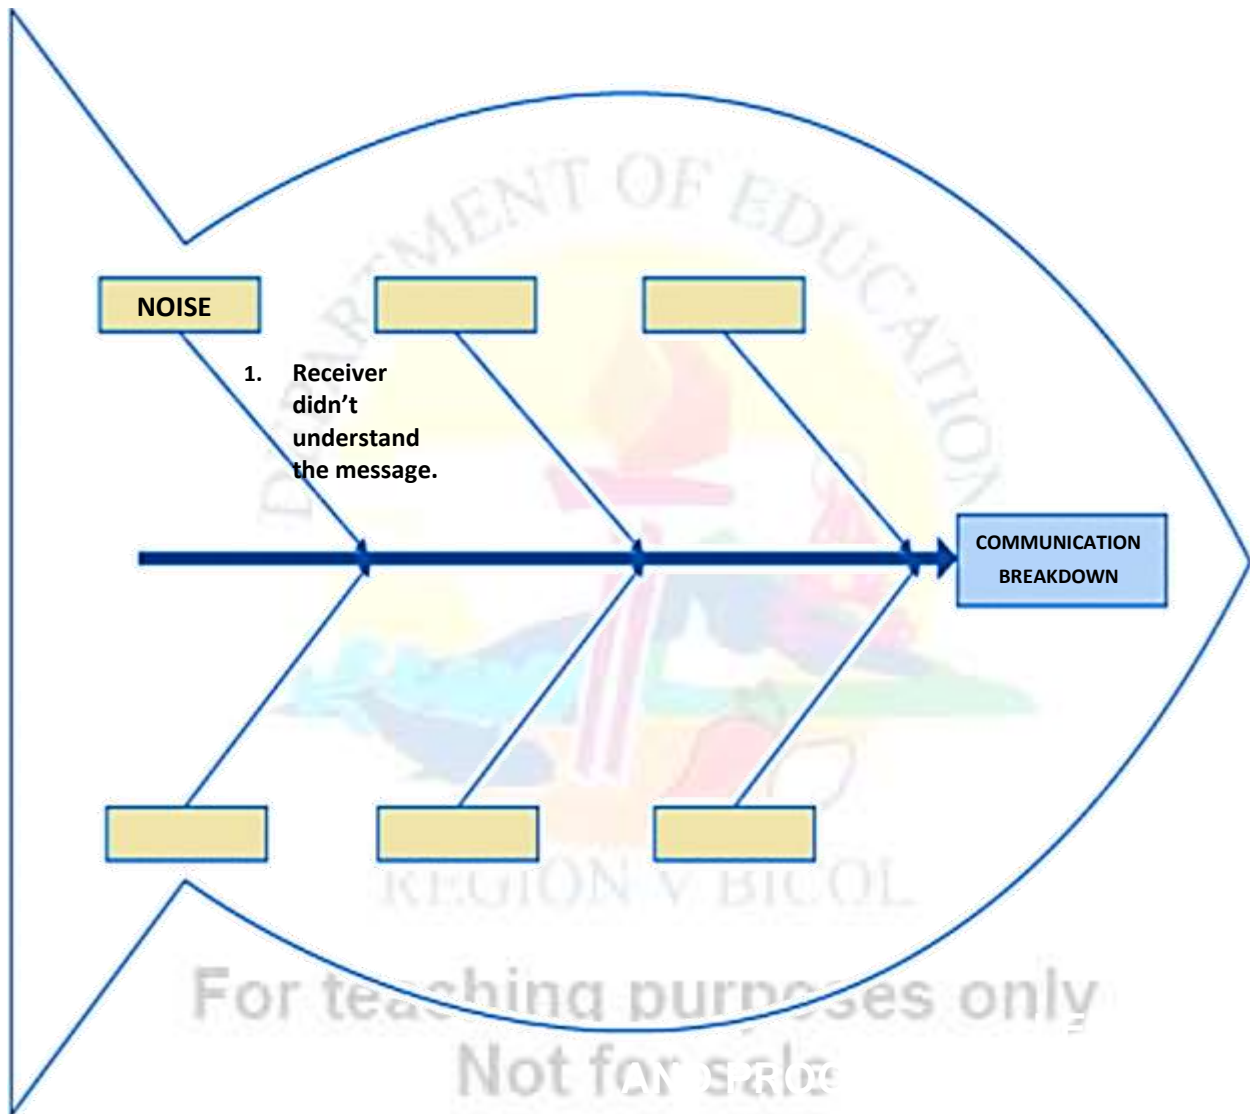 DEPARTMENT OF EDUCATION
NOISE
1. Receiver
didn't
understand
the message.
COMMUNICATION
BREAKDOWN
REGION V BICOL
For teaching purposes only
Not for sale